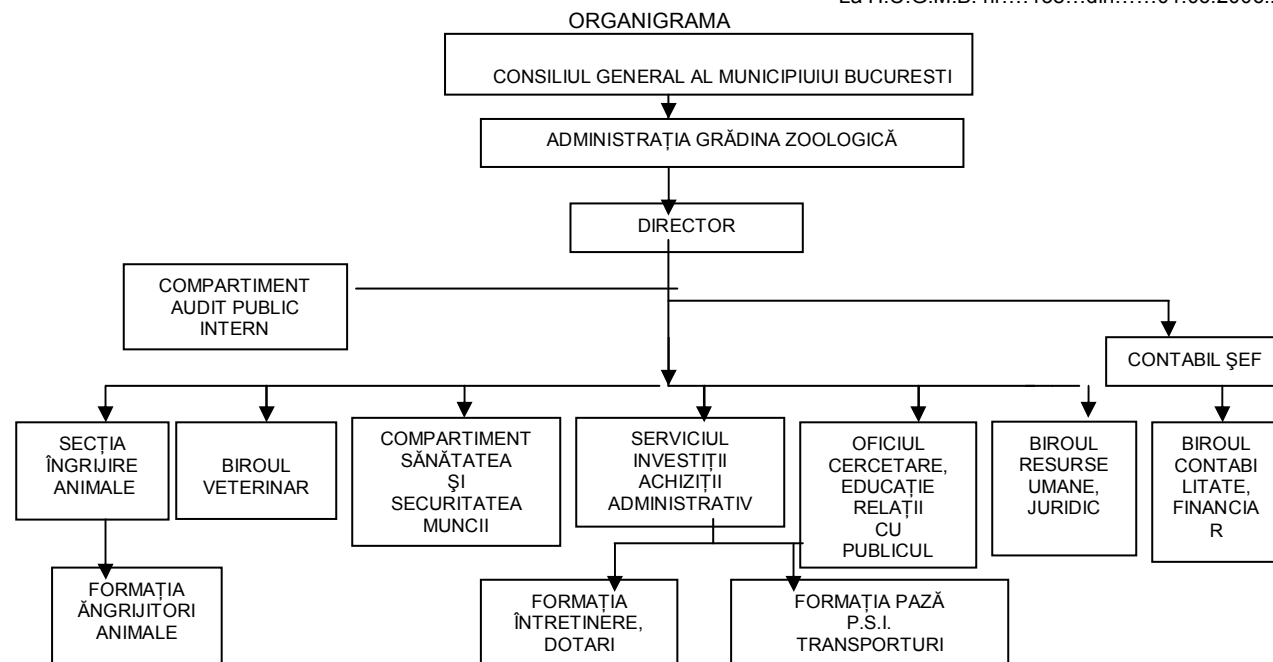 ORGANIGRAMA
CONSILIUL GENERAL AL MUNICIPIUIUI BUCURESTI
ADMINISTRAȚIA GRĂDINA ZOOLOGICĂ
DIRECTOR
COMPARTIMENT
AUDIT PUBLIC
INTERN
CONTABIL ŞEF
SECȚIA
ÎNGRIJIRE
ANIMALE
BIROUL
VETERINAR
COMPARTIMENT
SĂNĂTATEA
ŞI
SECURITATEA
MUNCII
SERVICIUL
INVESTIȚII
ACHIZIȚII
ADMINISTRATIV
OFICIUL
CERCETARE,
EDUCAȚIE
RELAȚII
CU
PUBLICUL
BIROUL
RESURSE
UMANE,
JURIDIC
BIROUL
CONTABI
LITATE,
FINANCIA
R
FORMAȚIA
ĂNGRIJITORI
ANIMALE
FORMAȚIA
ÎNTRETINERE,
DOTARI
FORMAȚIA PAZĂ
P.S.I.
TRANSPORTURI